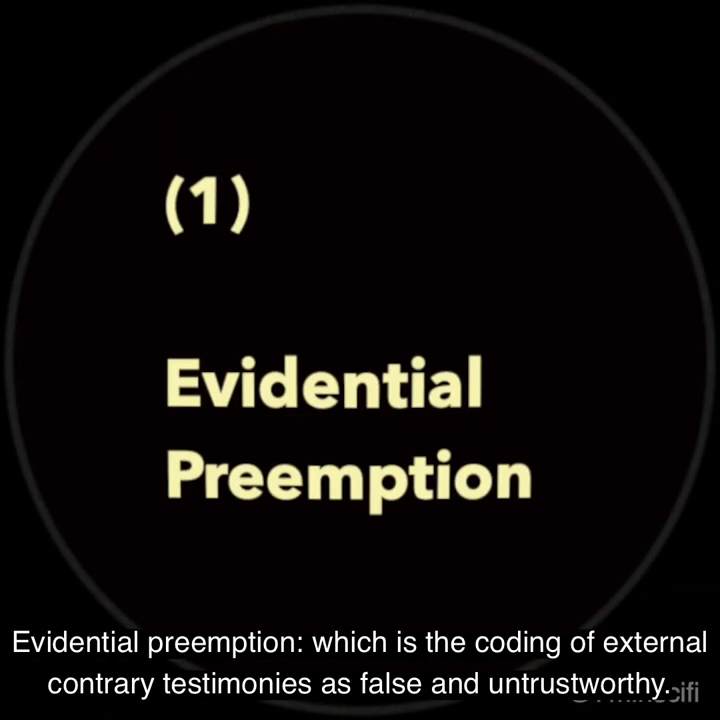 (1)
Evidential
Preemption
Evidential preemption: which is the coding of external
contrary testimonies as false and untrustworthy.